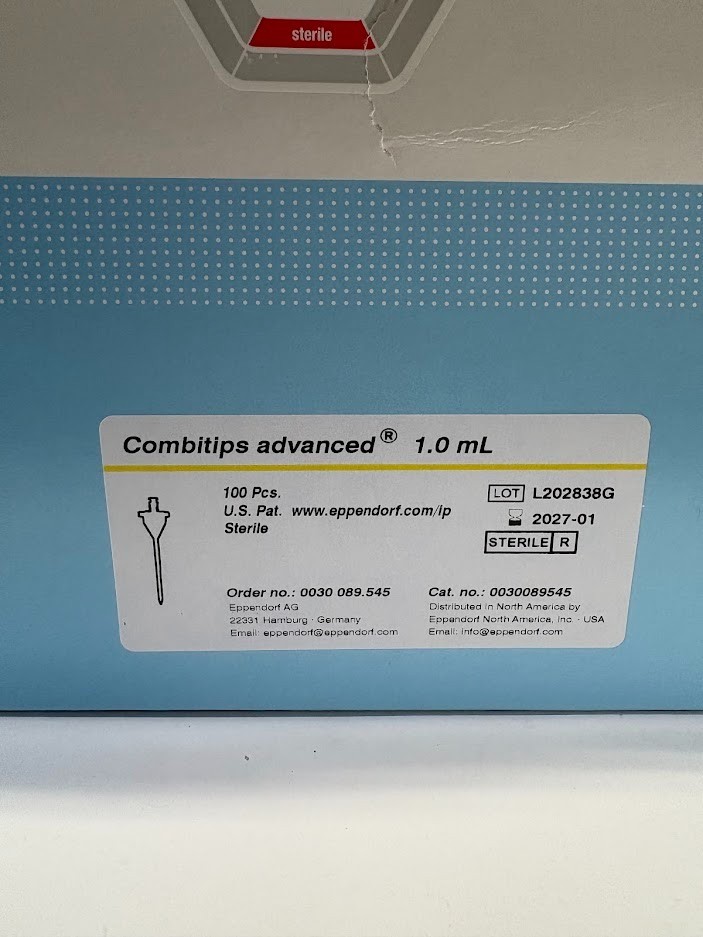 sterile
Combitips advanced® 1.0 mL
100 Pcs.
U.S. Pat. www.eppendorf.com/ip
Sterile
LOT L202838G
2027-01
STERILE R
Order no.: 0030 089.545
Eppendorf AG
22331 Hamburg · Germany
Email: eppendorf@eppendorf.com
Cat. no.: 0030089545
Distributed in North America by
Eppendorf North America, Inc. · USA
Email: info@eppendorf.com